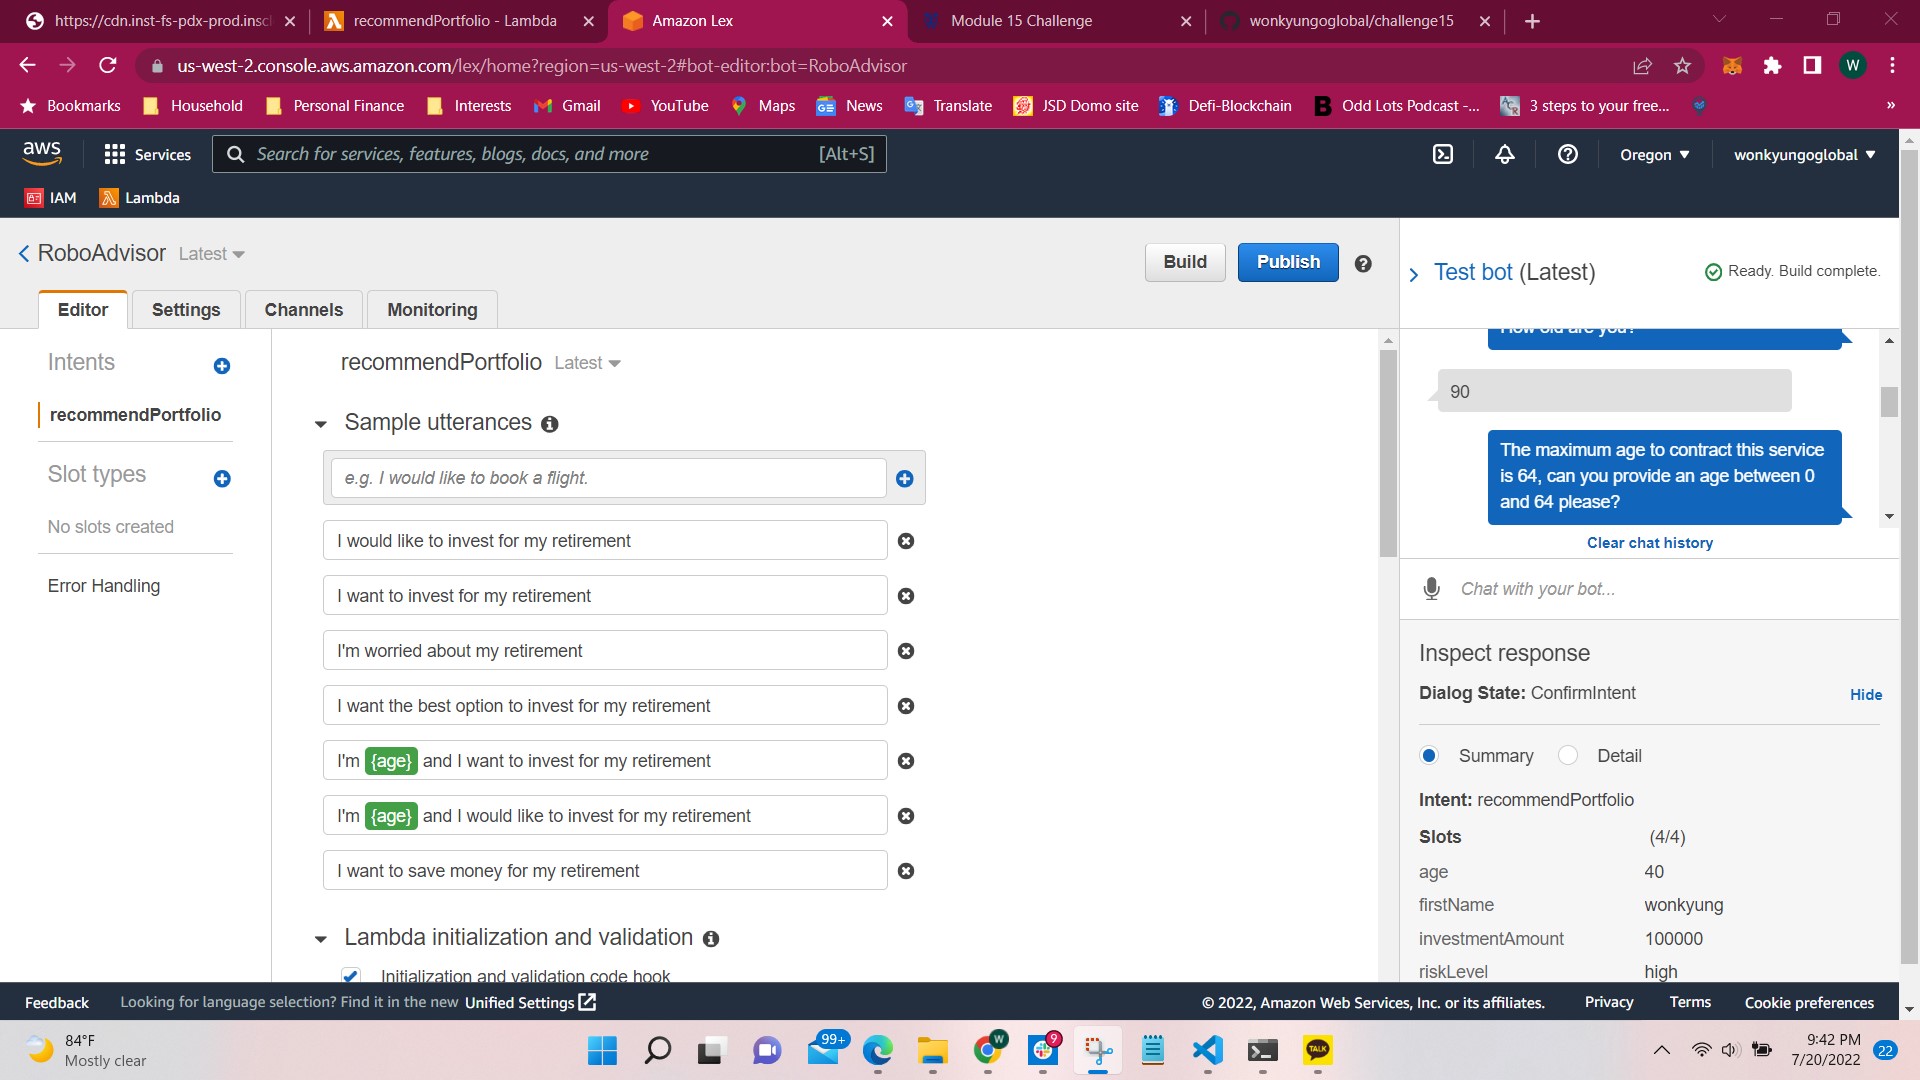 https://cdn.inst-fs-pdx-prod.inscl
recommendPortfolio - Lambda
Amazon Lex
Module 15 Challenge
wonkyungoglobal/challenge15
us-west-2.console.aws.amazon.com/lex/home?region=us-west-2#bot-editor:bot=RoboAdvisor
W
Bookmarks Household Personal Finance Interests Gmail YouTube Maps News Translate JSD Domo site Defi-Blockchain Odd Lots Podcast -... 3 steps to your free... »
aws Services Search for services, features, blogs, docs, and more [Alt+S] Oregon wonkyungoglobal
IAM Lambda
RoboAdvisor Latest
Build Publish
Editor Settings Channels Monitoring
Intents
recommendPortfolio
Slot types
No slots created
Error Handling
recommendPortfolio Latest
Sample utterances
e.g. I would like to book a flight.
I would like to invest for my retirement
I want to invest for my retirement
I'm worried about my retirement
I want the best option to invest for my retirement
I'm {age} and I want to invest for my retirement
I'm {age} and I would like to invest for my retirement
I want to save money for my retirement
Lambda initialization and validation
Initialization and validation code hook
Test bot (Latest) Ready. Build complete.
How old are you?
90
The maximum age to contract this service
is 64, can you provide an age between 0
and 64 please?
Clear chat history
Chat with your bot...
Inspect response
Dialog State: ConfirmIntent Hide
Summary Detail
Intent: recommendPortfolio
Slots (4/4)
age 40
firstName wonkyung
investmentAmount 100000
riskLevel high
Feedback Looking for language selection? Find it in the new Unified Settings © 2022, Amazon Web Services, Inc. or its affiliates. Privacy Terms Cookie preferences
84°F
Mostly clear
99+
W
9
TALK
9:42 PM
7/20/2022
22